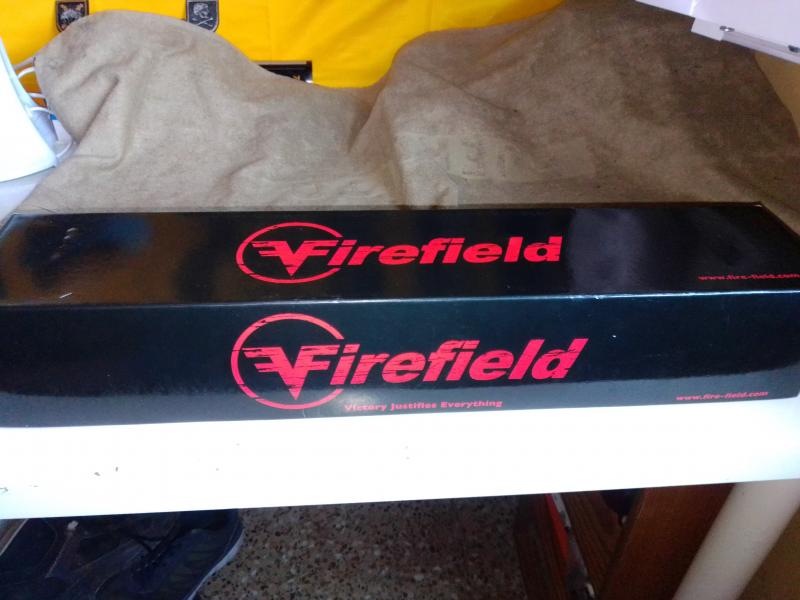 Firefield
www.fire-field.com
Firefield
Victory Justifies Everything
www.fire-field.com